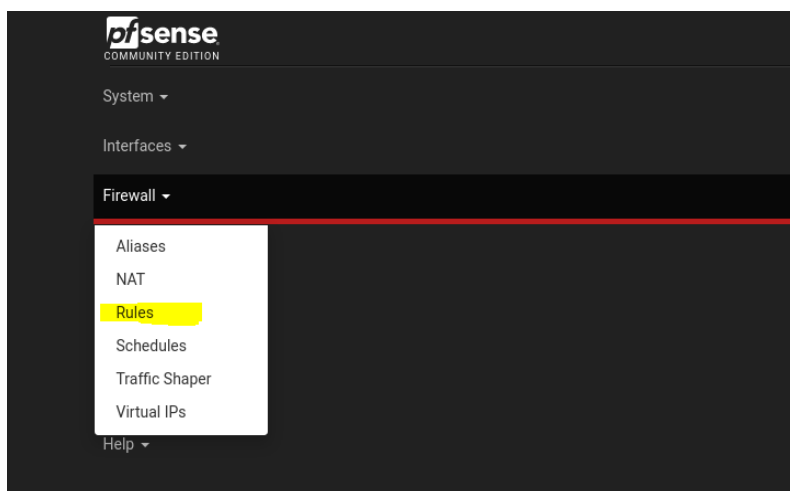 pfsense
COMMUNITY EDITION
System
Interfaces
Firewall
Aliases
NAT
Rules
Schedules
Traffic Shaper
Virtual IPs
Help